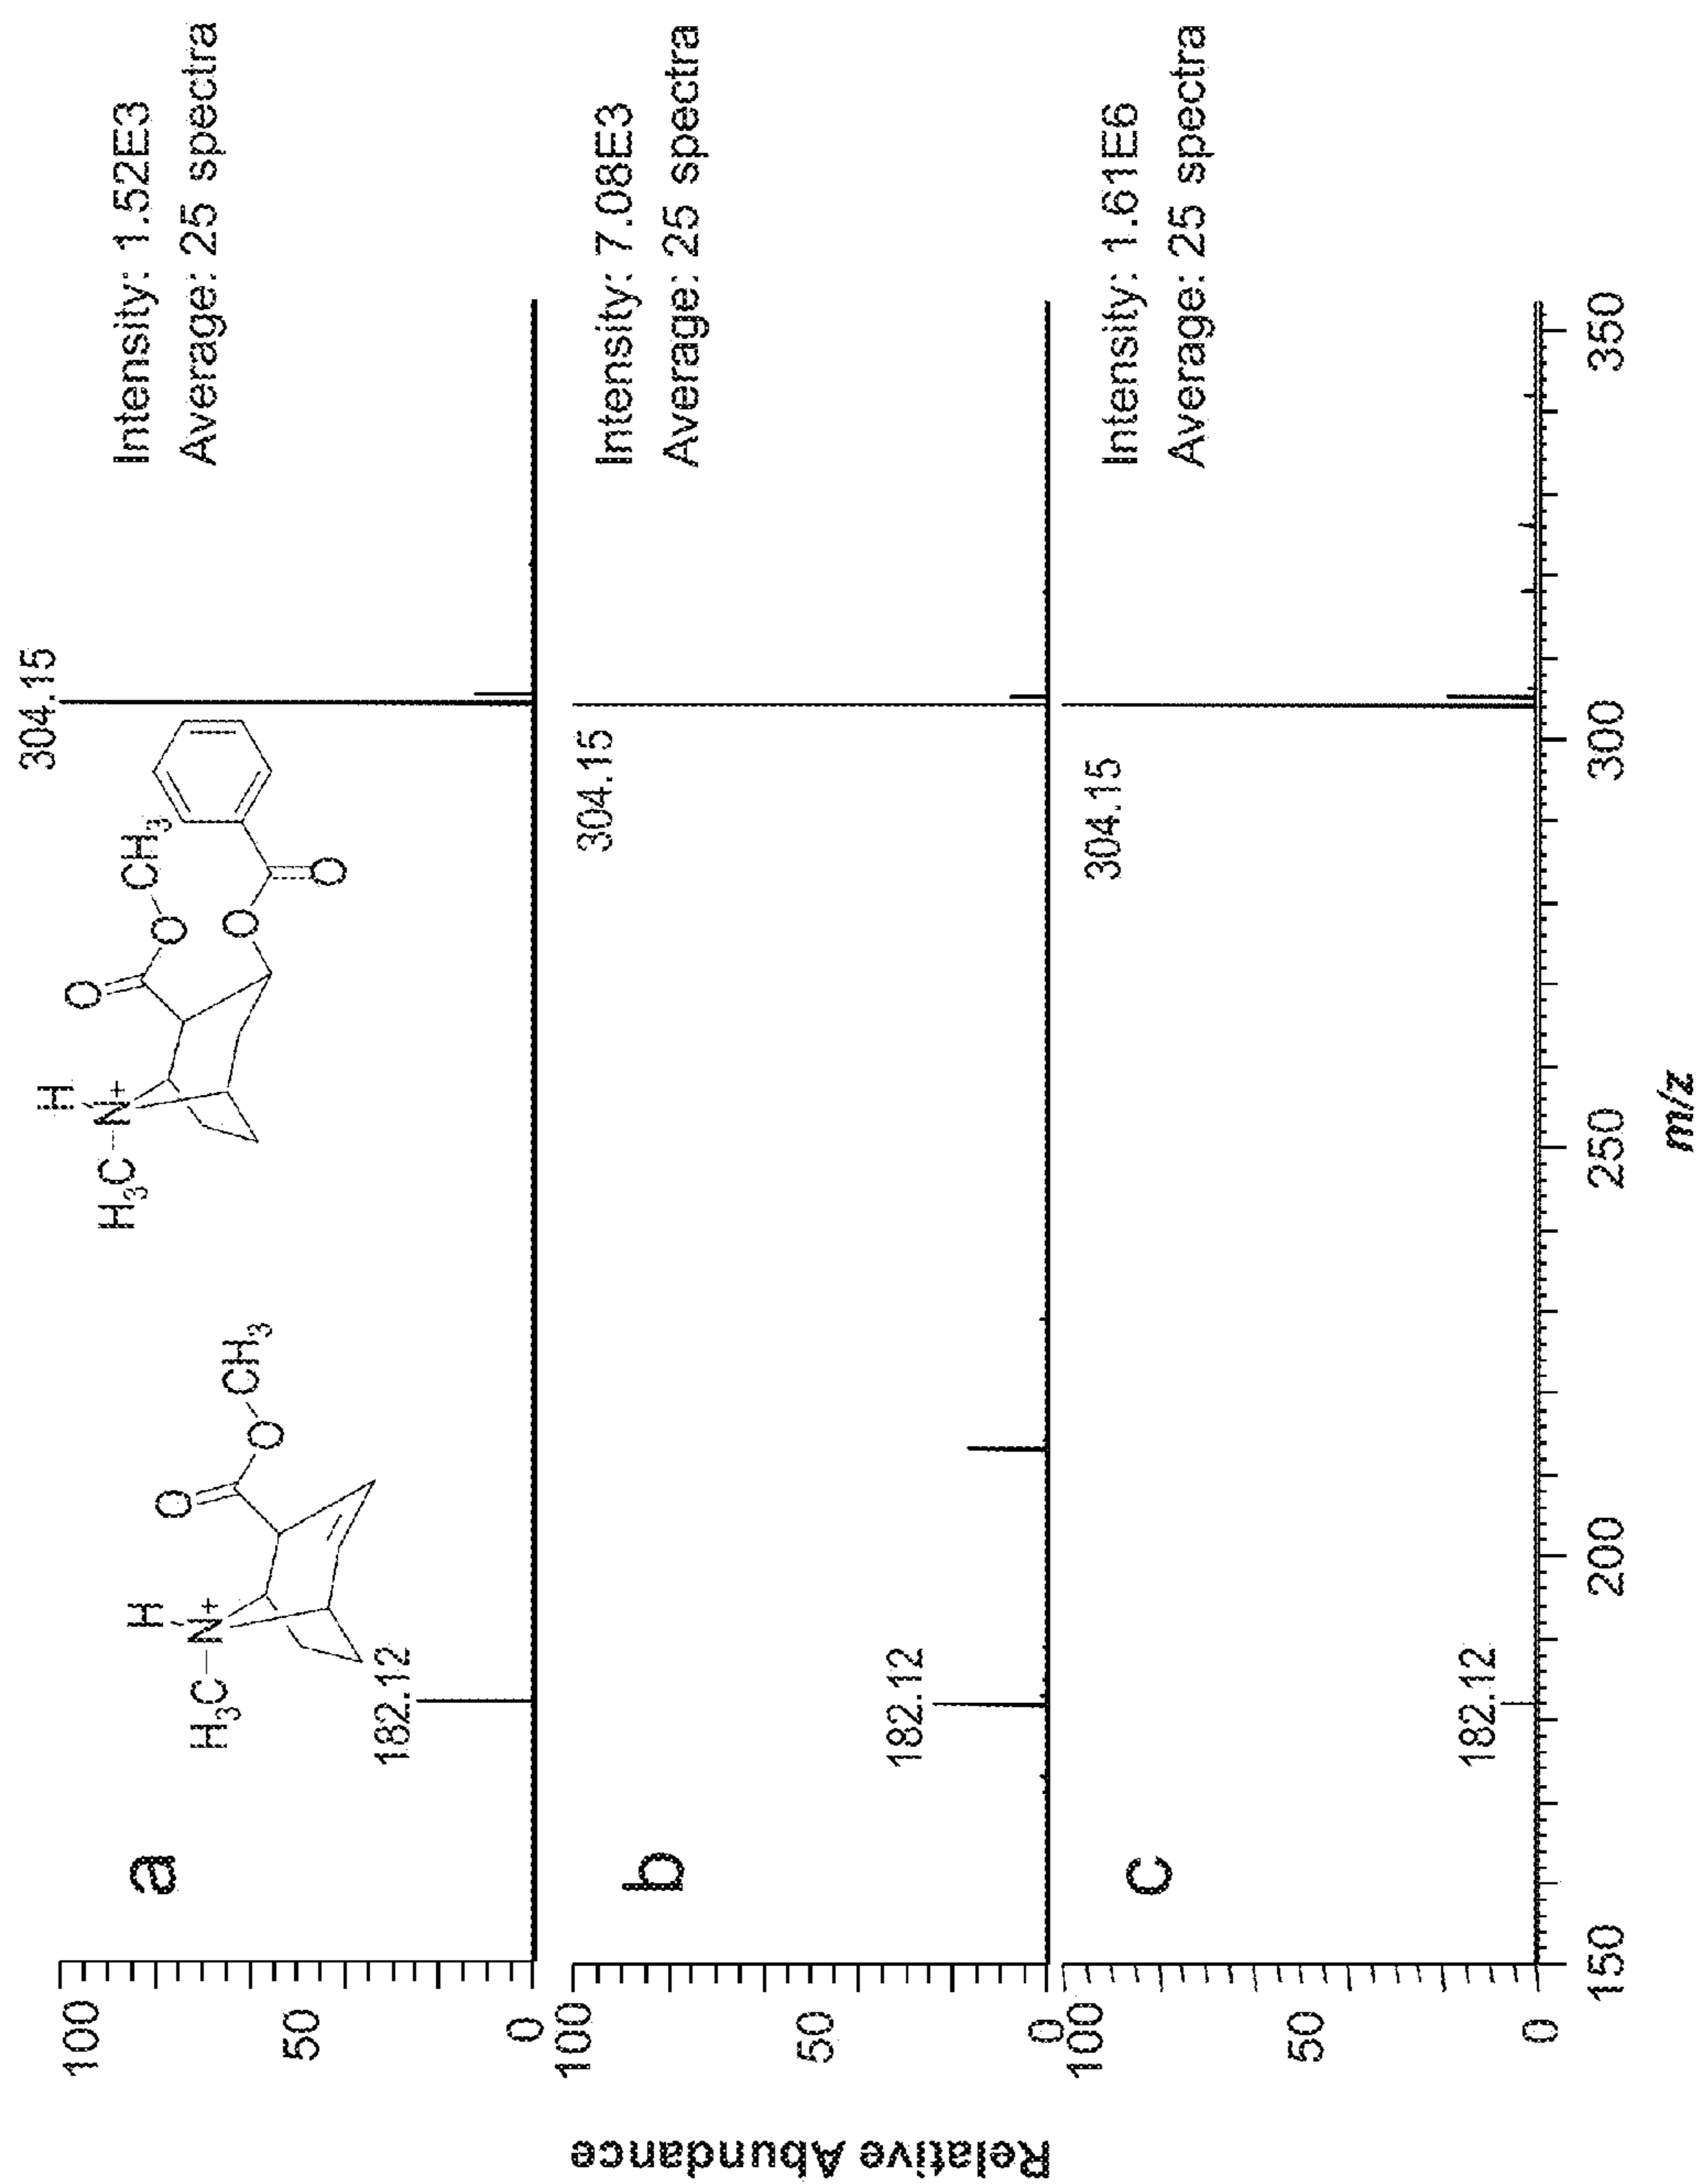 a
304.15
Intensity: 1.52E3
Average: 25 spectra
H
H₃C
N+
O
O
CH₃
H
H₃C
N+
O
O
CH₃
O
O
182.12
100
50
0
b
304.15
Intensity: 7.08E3
Average: 25 spectra
182.12
100
50
0
c
304.15
Intensity: 1.61E6
Average: 25 spectra
182.12
100
50
0
150
200
250
300
350
m/z
Relative Abundance